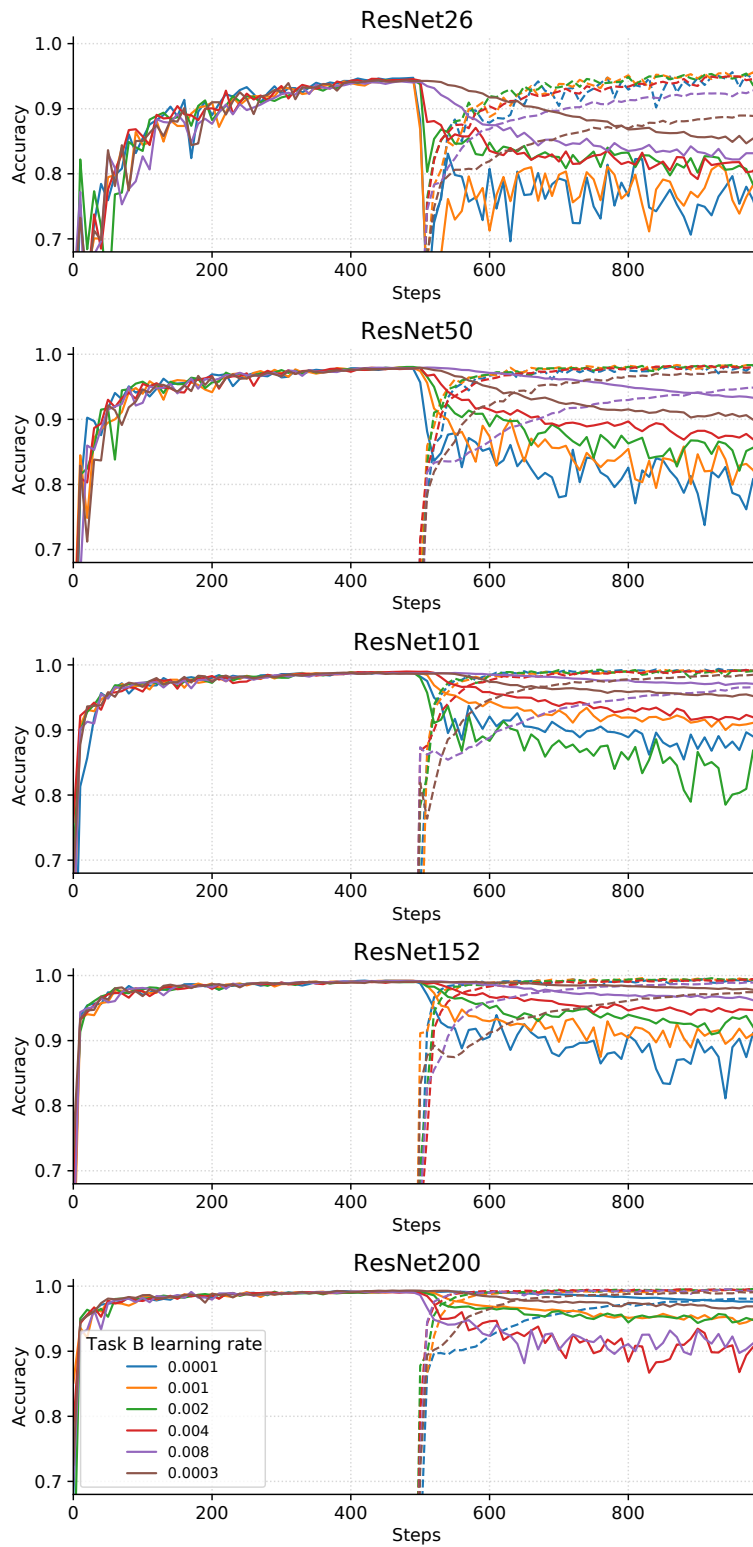 ResNet26
1.0
0.9
0.8
0.7
Accuracy
0 200 400 600 800
Steps
ResNet50
1.0
0.9
0.8
0.7
Accuracy
0 200 400 600 800
Steps
ResNet101
1.0
0.9
0.8
0.7
Accuracy
0 200 400 600 800
Steps
ResNet152
1.0
0.9
0.8
0.7
Accuracy
0 200 400 600 800
Steps
ResNet200
1.0
0.9
0.8
0.7
Accuracy
Task B learning rate
0.0001
0.001
0.002
0.004
0.008
0.0003
0 200 400 600 800
Steps